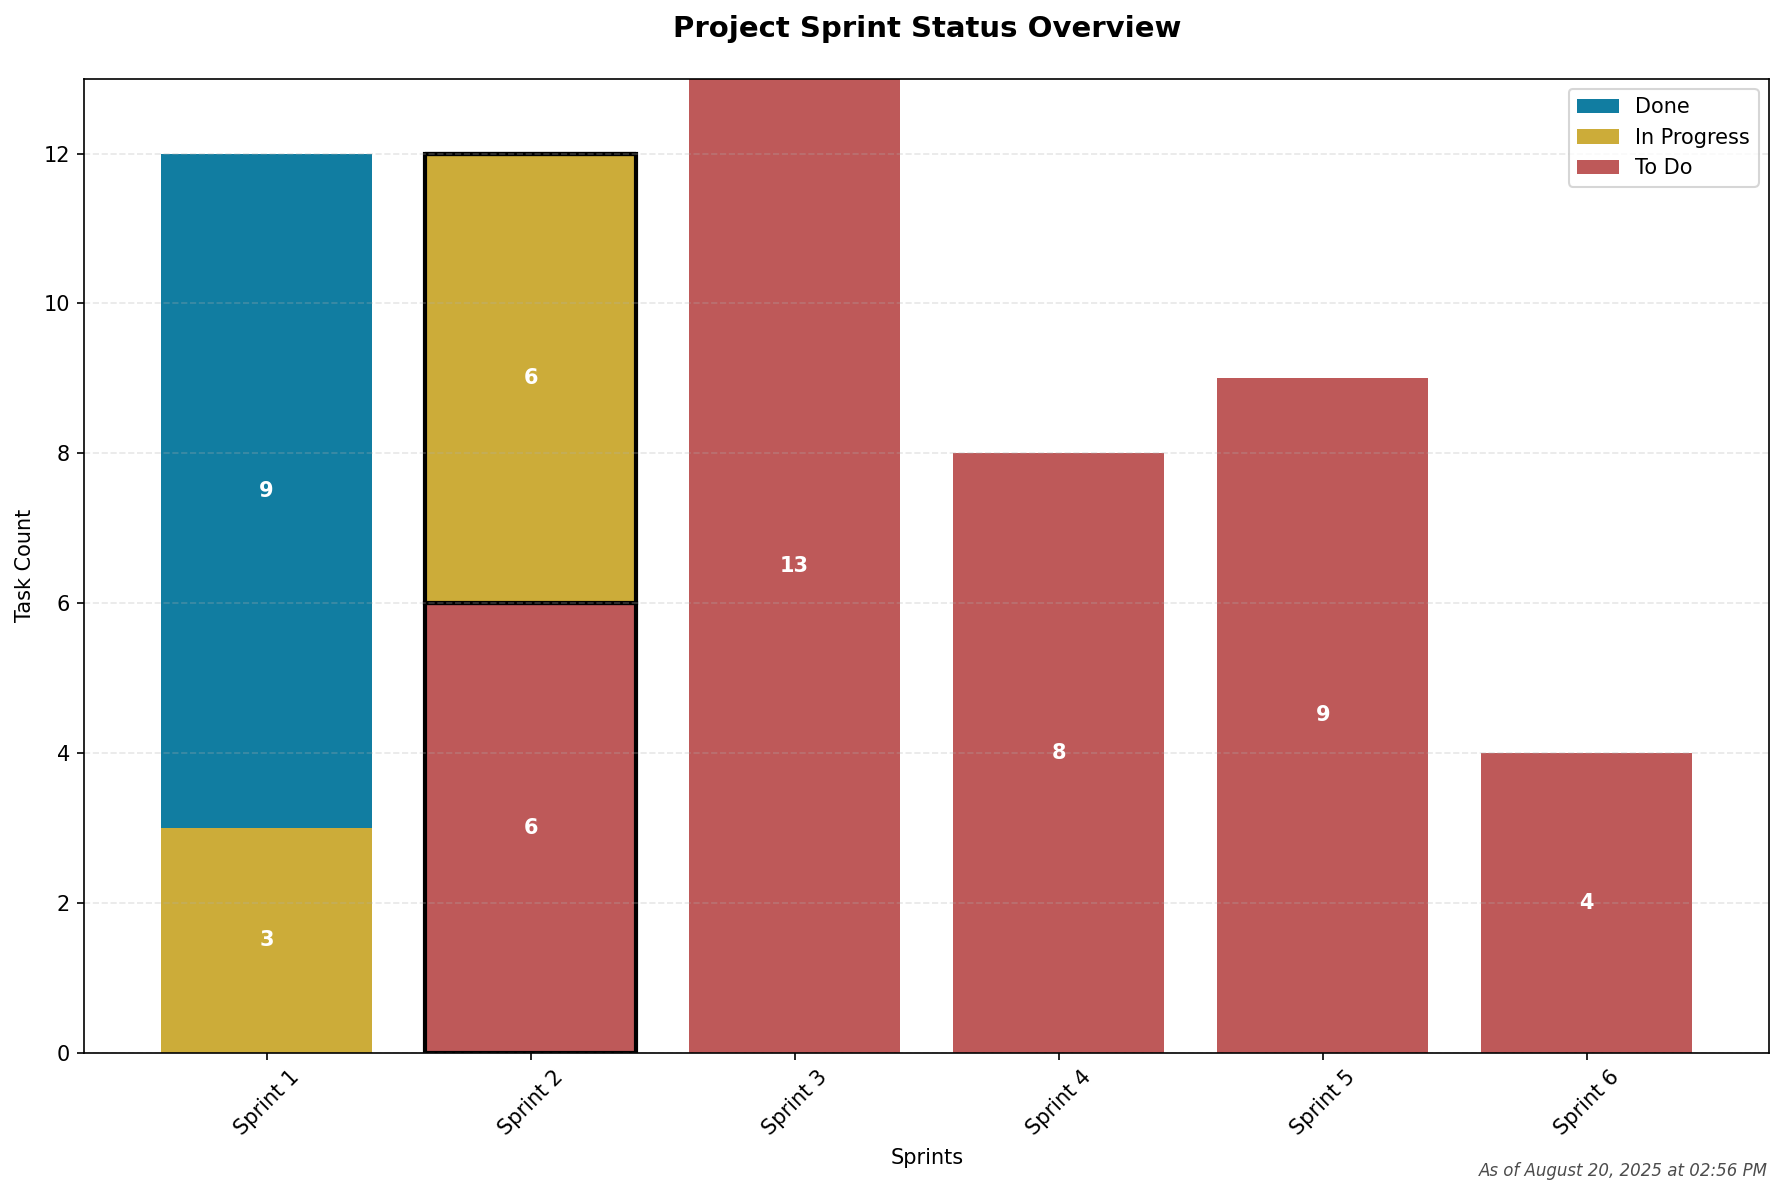 Project Sprint Status Overview
Done
In Progress
To Do
Task Count
12
10
8
6
4
2
0
9
3
6
6
13
8
9
4
Sprint 1
Sprint 2
Sprint 3
Sprint 4
Sprint 5
Sprint 6
Sprints
As of August 20, 2025 at 02:56 PM